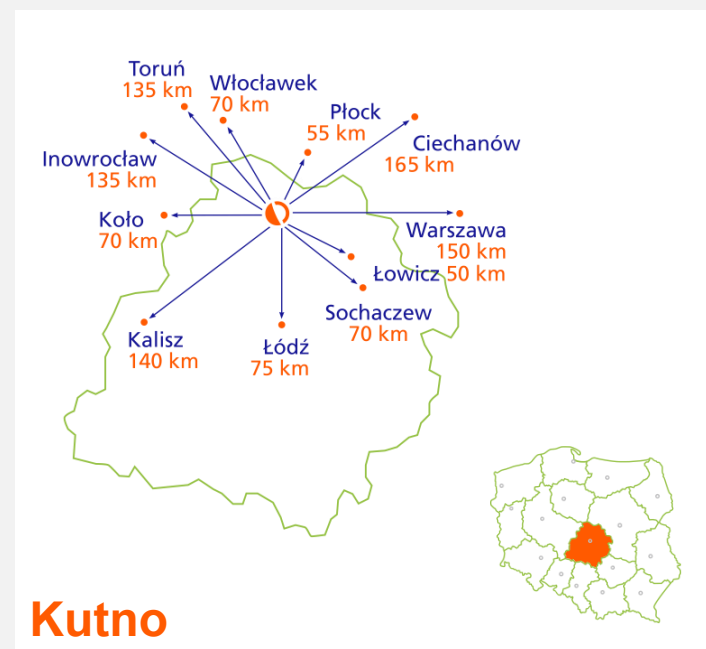 Toruń
135 km
Włocławek
70 km
Płock
55 km
Ciechanów
165 km
Inowrocław
135 km
Koło
70 km
Warszawa
150 km
Łowicz 50 km
Sochaczew
70 km
Kalisz
140 km
Łódź
75 km
Kutno